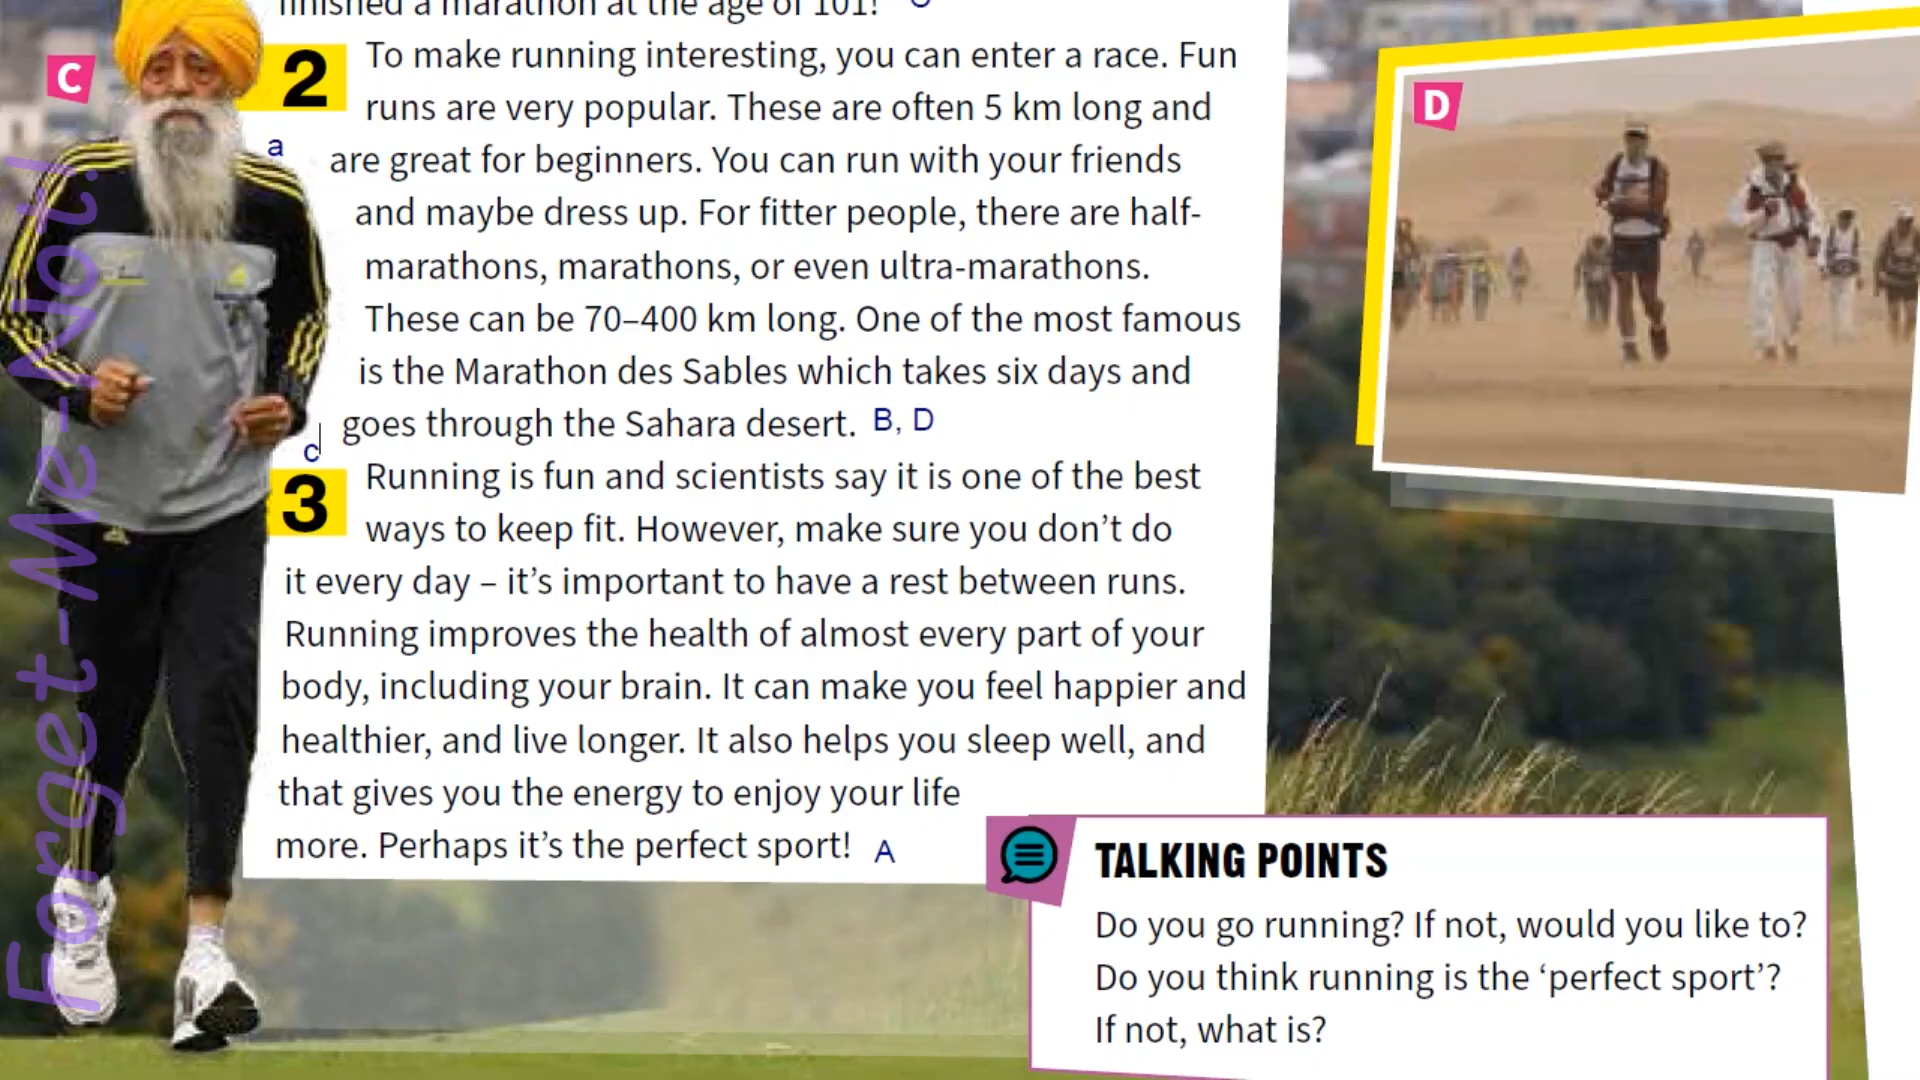 finished a marathon at the age of 101! C
C
2
To make running interesting, you can enter a race. Fun
runs are very popular. These are often 5 km long and
a
are great for beginners. You can run with your friends
and maybe dress up. For fitter people, there are half-
marathons, marathons, or even ultra-marathons.
These can be 70–400 km long. One of the most famous
is the Marathon des Sables which takes six days and
goes through the Sahara desert. B, D
c
3
Running is fun and scientists say it is one of the best
ways to keep fit. However, make sure you don’t do
it every day – it’s important to have a rest between runs.
Running improves the health of almost every part of your
body, including your brain. It can make you feel happier and
healthier, and live longer. It also helps you sleep well, and
that gives you the energy to enjoy your life
more. Perhaps it’s the perfect sport! A
D
TALKING POINTS
Do you go running? If not, would you like to?
Do you think running is the ‘perfect sport’?
If not, what is?
Forget-Me-Not!